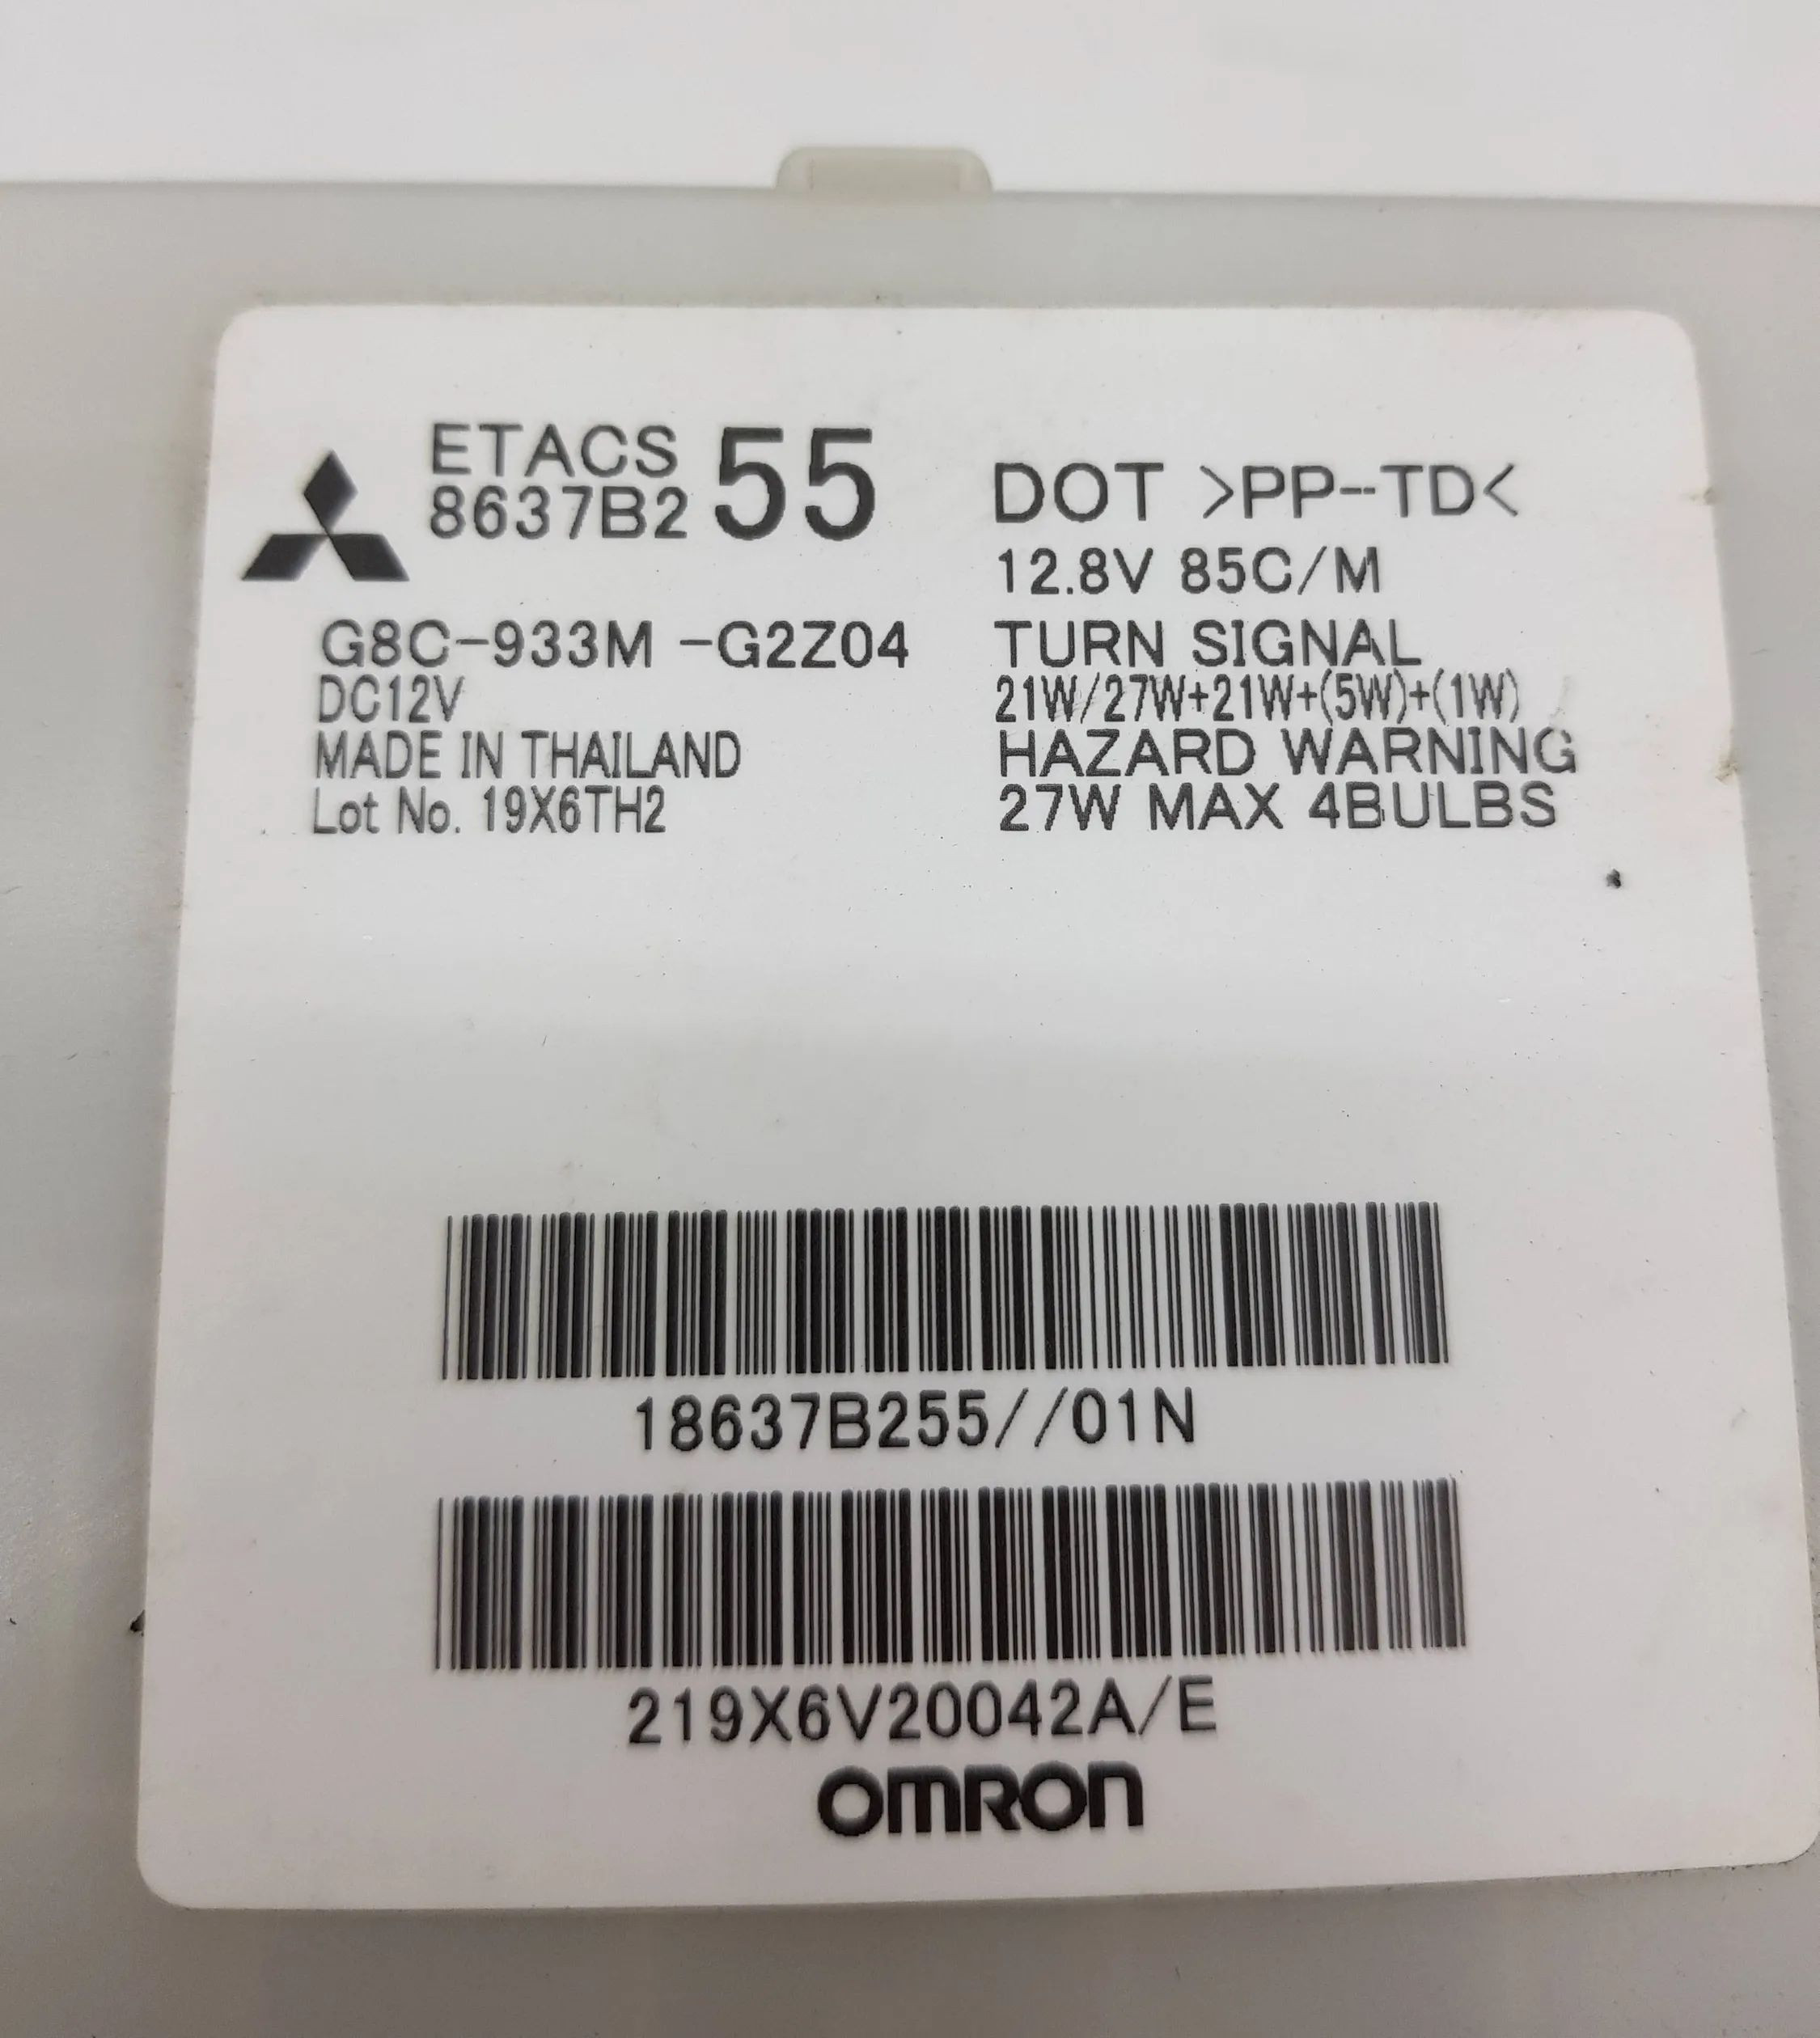 ETACS
8637B2 55
G8C-933M -G2Z04
DC12V
MADE IN THAILAND
Lot No. 19X6TH2
DOT >PP-TD<
12.8V 85C/M
TURN SIGNAL
21W/27W+21W+(5W)+(1W)
HAZARD WARNING
27W MAX 4BULBS
18637B255//01N
219X6V20042A/E
OMRON